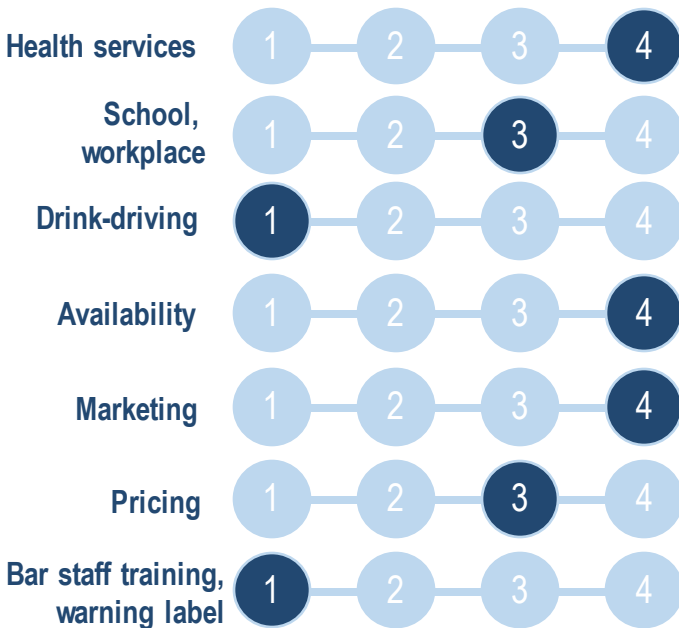 Health services 1 2 3 4
School,
workplace 1 2 3 4
Drink-driving 1 2 3 4
Availability 1 2 3 4
Marketing 1 2 3 4
Pricing 1 2 3 4
Bar staff training,
warning label 1 2 3 4